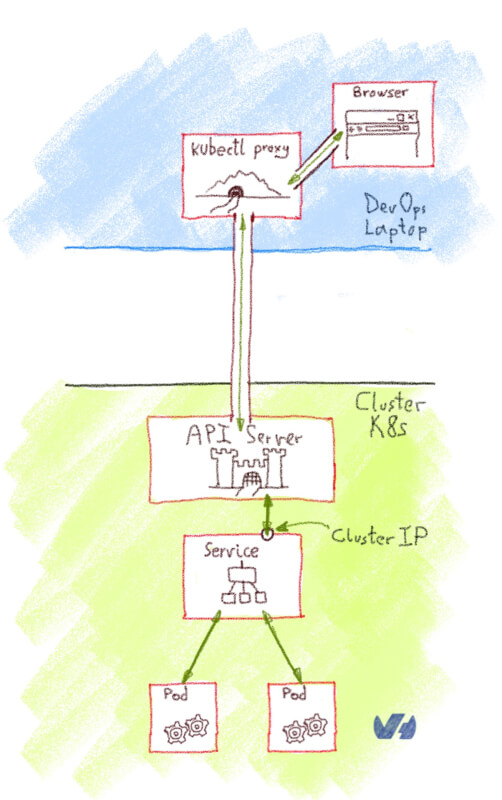 Browser
Kubectl proxy
DevOps
Laptop
Cluster
K8s
API Server
Cluster IP
Service
Pod
Pod